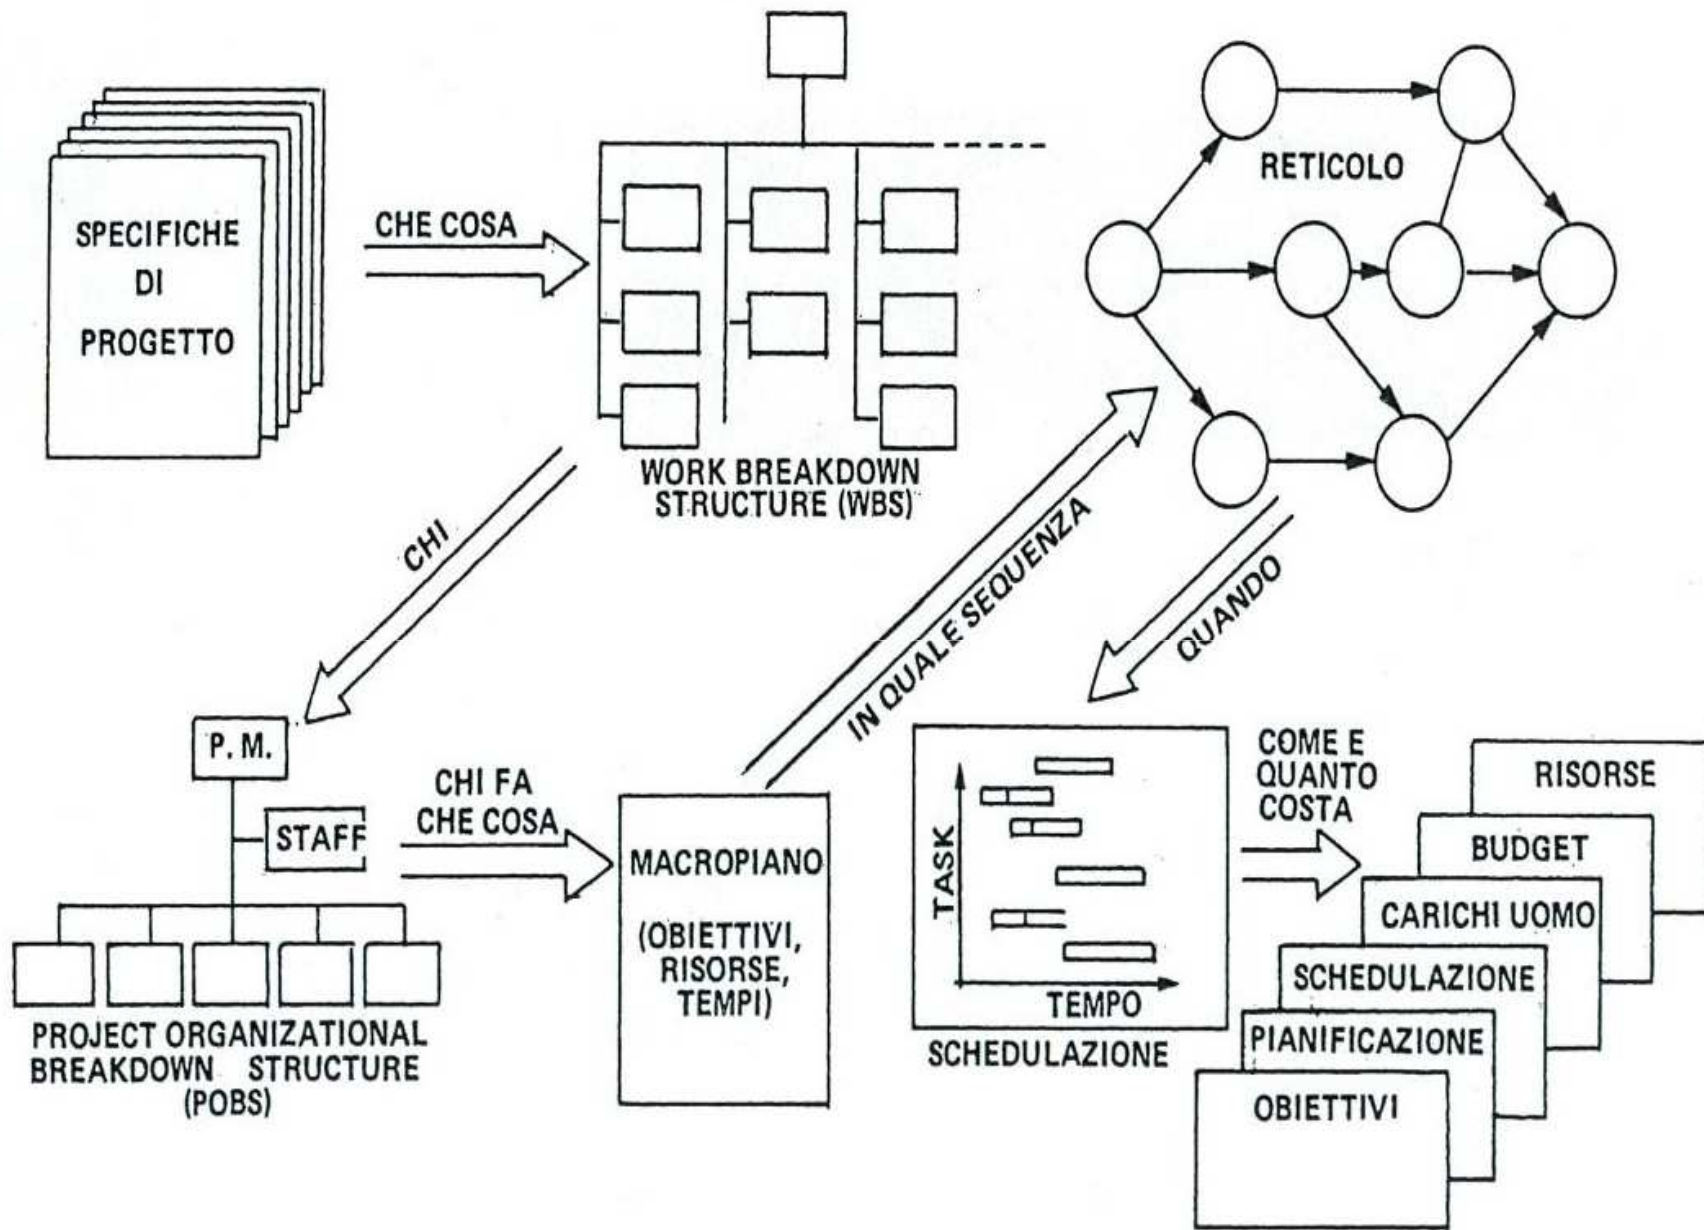 SPECIFICHE
DI
PROGETTO
CHE COSA
WORK BREAKDOWN
STRUCTURE (WBS)
RETICOLO
CHI
IN QUALE SEQUENZA
QUANDO
P. M.
STAFF
PROJECT ORGANIZATIONAL
BREAKDOWN STRUCTURE
(POBS)
CHI FA
CHE COSA
MACROPIANO
(OBIETTIVI,
RISORSE,
TEMPI)
TASK
TEMPO
SCHEDULAZIONE
COME E
QUANTO
COSTA
RISORSE
BUDGET
CARICHI UOMO
SCHEDULAZIONE
PIANIFICAZIONE
OBIETTIVI